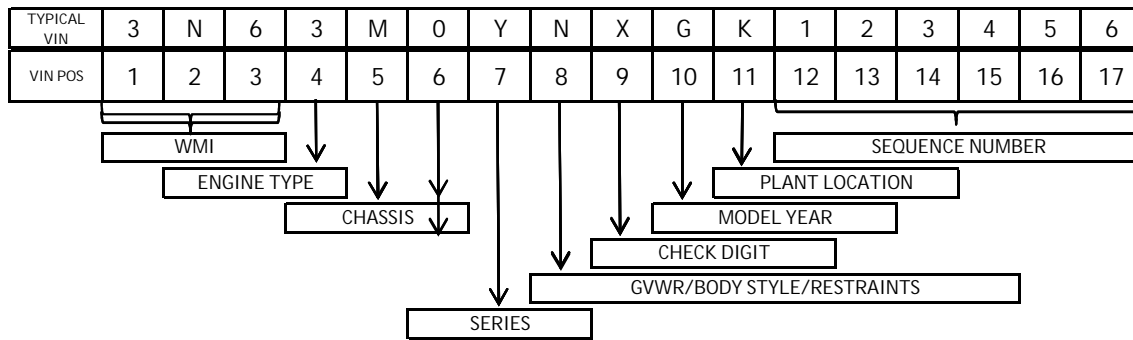 TYPICAL VIN 3 N 6 3 M 0 Y N X G K 1 2 3 4 5 6
VIN POS 1 2 3 4 5 6 7 8 9 10 11 12 13 14 15 16 17
WMI SEQUENCE NUMBER
ENGINE TYPE PLANT LOCATION
CHASSIS MODEL YEAR
CHECK DIGIT
GVWR/BODY STYLE/RESTRAINTS
SERIES